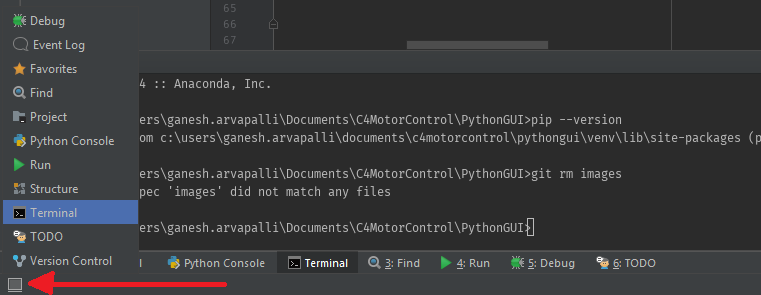 65
66
67
Debug
Event Log
Favorites
Find
Project
Python Console
Run
Structure
Terminal
TODO
Version Control
4 :: Anaconda, Inc.
ers\ganesh.arvapalli\Documents\C4MotorControl\PythonGUI>pip --version
om c:\users\ganesh.arvapalli\documents\c4motorcontrol\pythongui\venv\lib\site-packages (p
ers\ganesh.arvapalli\Documents\C4MotorControl\PythonGUI>git rm images
pec 'images' did not match any files
ers\ganesh.arvapalli\Documents\C4MotorControl\PythonGUI>
Python Console Terminal 3: Find 4: Run 5: Debug 6: TODO